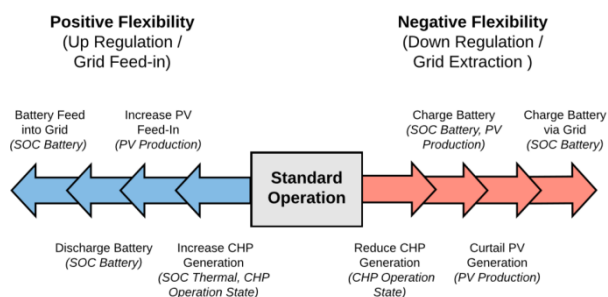 Positive Flexibility
(Up Regulation /
Grid Feed-in)
Negative Flexibility
(Down Regulation /
Grid Extraction )
Battery Feed
into Grid
(SOC Battery)
Increase PV
Feed-In
(PV Production)
Charge Battery
(SOC Battery, PV
Production)
Charge Battery
via Grid
(SOC Battery)
Standard
Operation
Discharge Battery
(SOC Battery)
Increase CHP
Generation
(SOC Thermal, CHP
Operation State)
Reduce CHP
Generation
(CHP Operation
State)
Curtail PV
Generation
(PV Production)